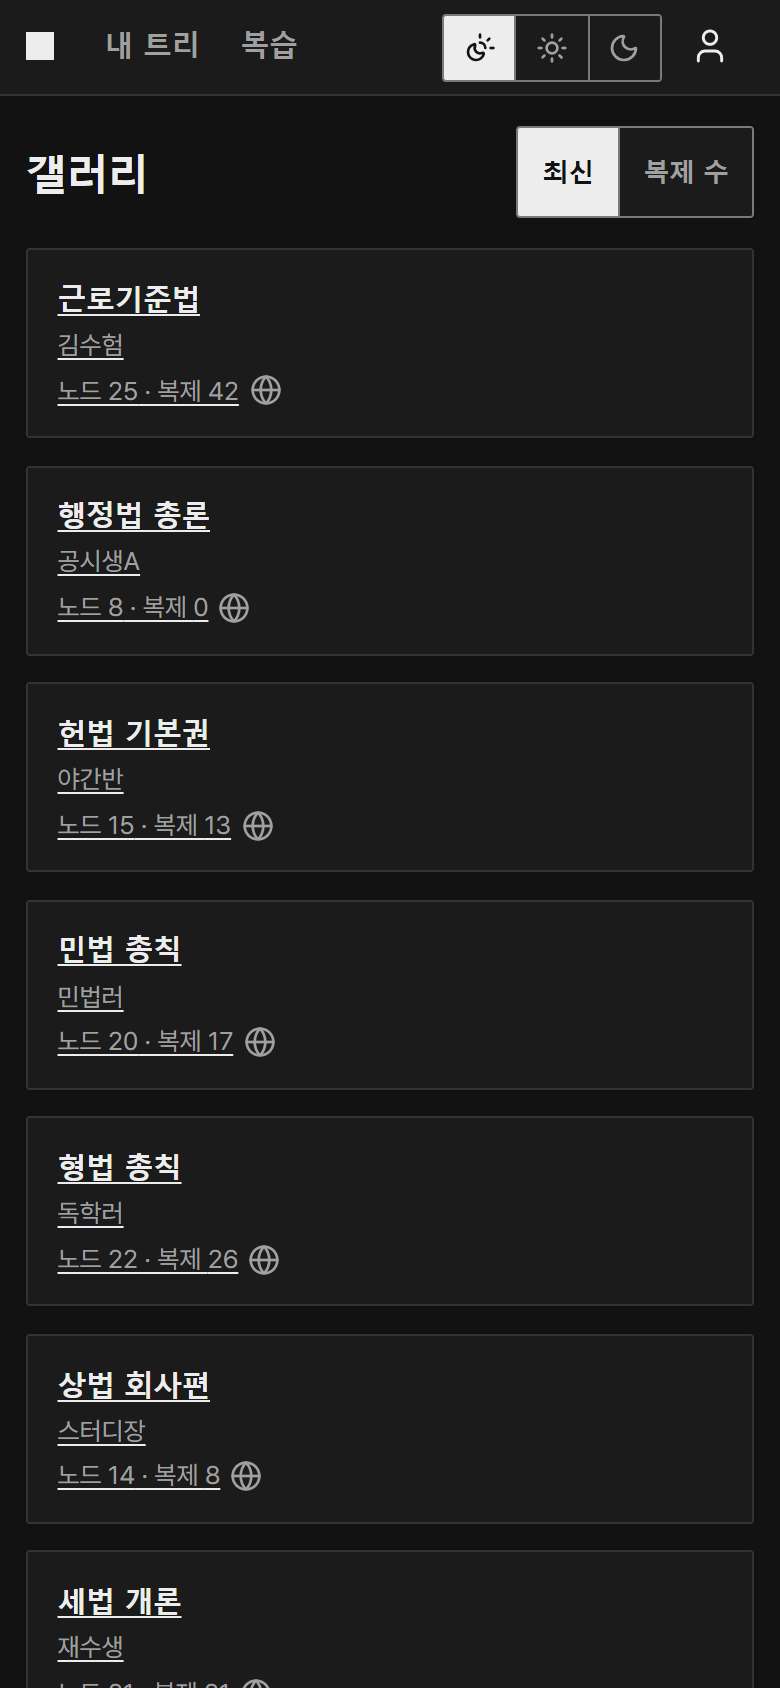 내 트리 복습
갤러리
최신 복제 수
근로기준법
김수험
노드 25 · 복제 42
행정법 총론
공시생A
노드 8 · 복제 0
헌법 기본권
야간반
노드 15 · 복제 13
민법 총칙
민법러
노드 20 · 복제 17
형법 총칙
독학러
노드 22 · 복제 26
상법 회사편
스터디장
노드 14 · 복제 8
세법 개론
재수생